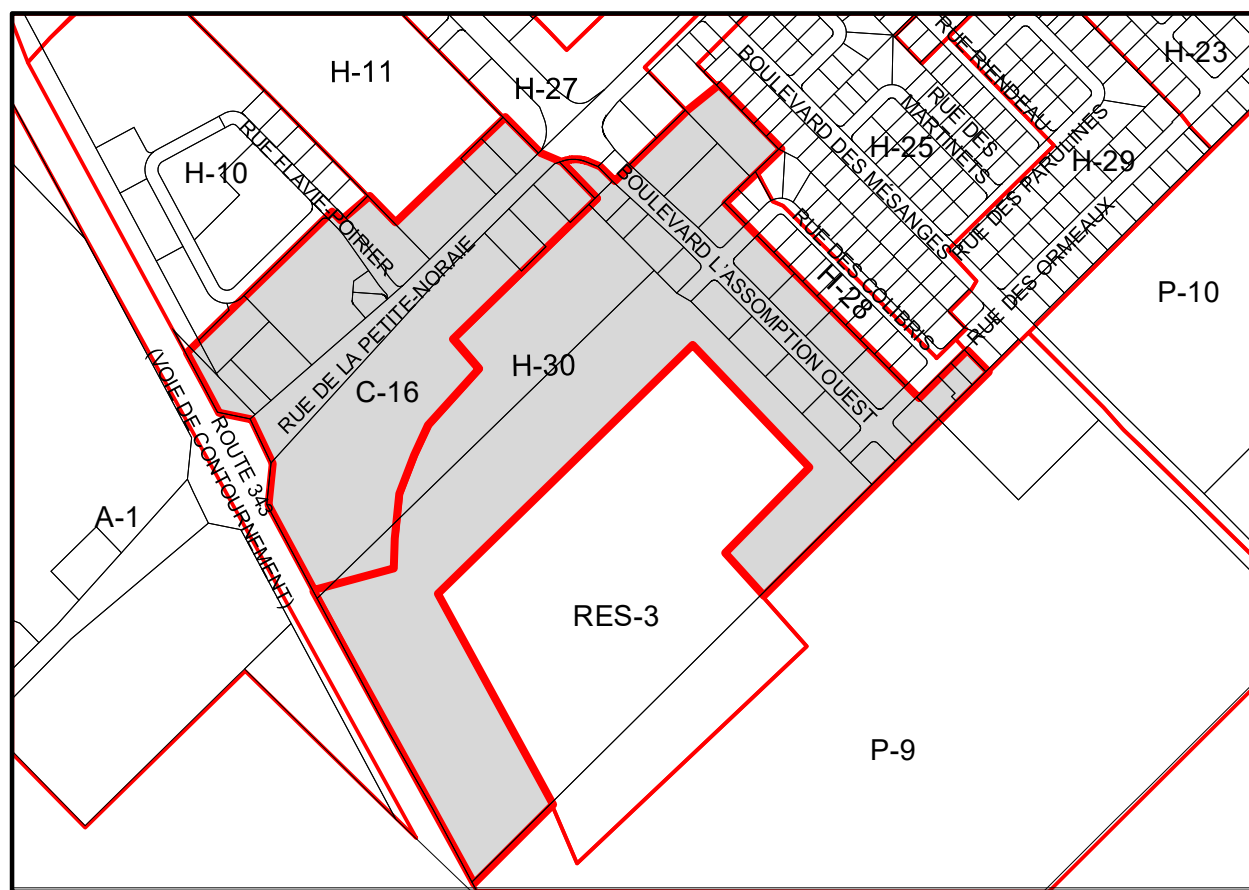 H-11
H-27
H-23
RUE RIENDEAU
BOULEVARD DES MÉSANGES
RUE DES
MARTINETS
H-25
RUE DES PARULINES
H-29
H-10
RUE FLAVIE-POIRIER
BOULEVARD L'ASSOMPTION OUEST
RUE DES COLIBRIS
H-28
RUE DES ORMEAUX
P-10
RUE DE LA PETITE-NORAIE
H-30
C-16
ROUTE 343
(VOIE DE CONTOURNEMENT)
A-1
RES-3
P-9